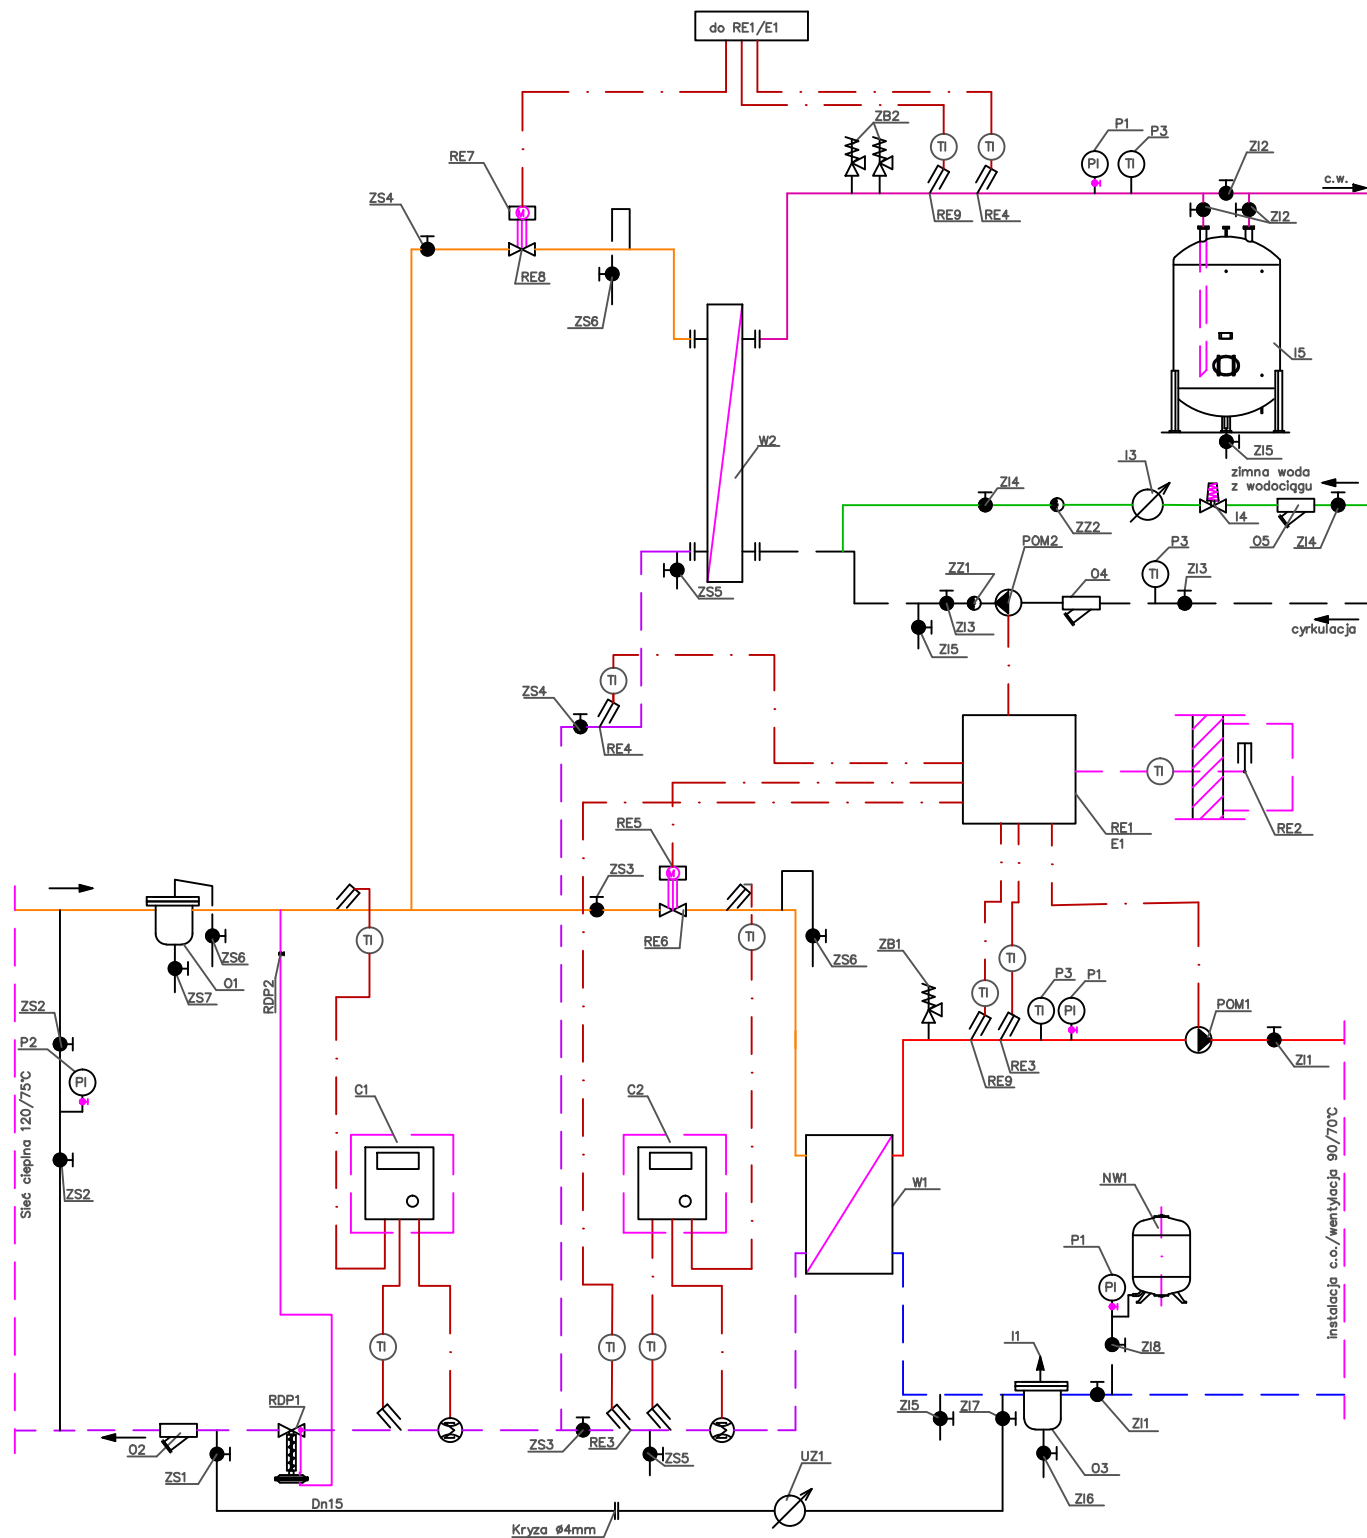 do RE1/E1
ZB2
P1
P3
TI
TI
PI
TI
ZI2
RE7
c.w.
ZS4
M
RE9
RE4
ZI2
RE8
ZS6
I5
W2
I3
ZI5
zimna woda
z wodociągu
ZI4
I4
O5
ZI4
ZZ2
POM2
P3
ZZ1
O4
TI
ZI3
ZS5
ZI3
cyrkulacja
ZI5
TI
ZS4
RE4
TI
RE5
RE1
E1
RE2
ZS3
M
TI
TI
RE6
ZS6
O1
ZS6
ZS7
RDP2
ZB1
TI
TI
P3
P1
TI
PI
POM1
ZS2
P2
PI
RE3
RE9
ZI1
Sieć cieplna 120/75°C
C1
C2
instalacja c.o./wentylacja 90/70°C
ZS2
W1
NW1
P1
PI
TI
TI
TI
I1
ZI8
RDP1
O2
ZS1
ZS3
RE3
ZS5
ZI5
ZI7
ZI1
UZ1
O3
ZI6
Dn15
Kryza Ø4mm